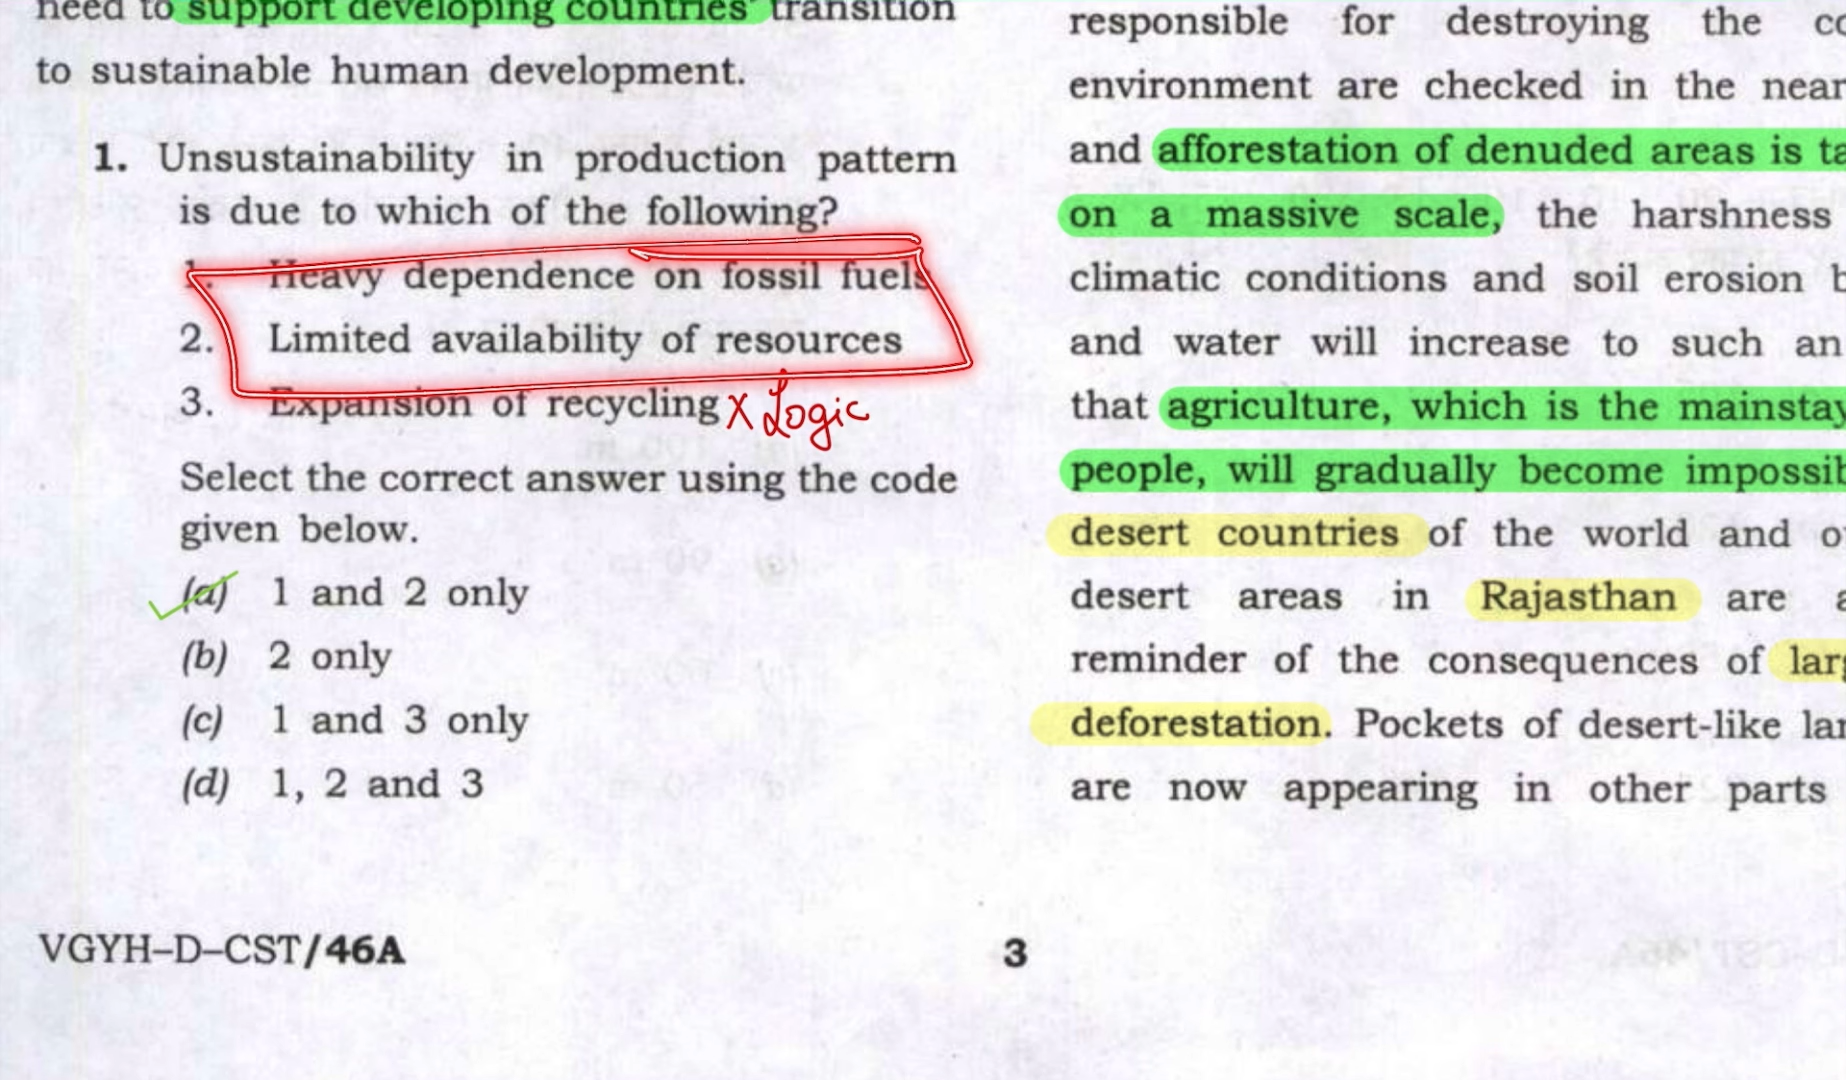 need to support developing countries' transition
to sustainable human development.
1. Unsustainability in production pattern
is due to which of the following?
1. Heavy dependence on fossil fuels
2. Limited availability of resources
3. Expansion of recycling x Logic
Select the correct answer using the code
given below.
(a) 1 and 2 only
(b) 2 only
(c) 1 and 3 only
(d) 1, 2 and 3
VGYH-D-CST/46A
3
responsible for destroying the
environment are checked in the near
and afforestation of denuded areas is
on a massive scale, the harshness
climatic conditions and soil erosion
and water will increase to such an
that agriculture, which is the mainstay
people, will gradually become
desert countries of the world and
desert areas in Rajasthan are
reminder of the consequences of
deforestation. Pockets of desert-like
are now appearing in other parts